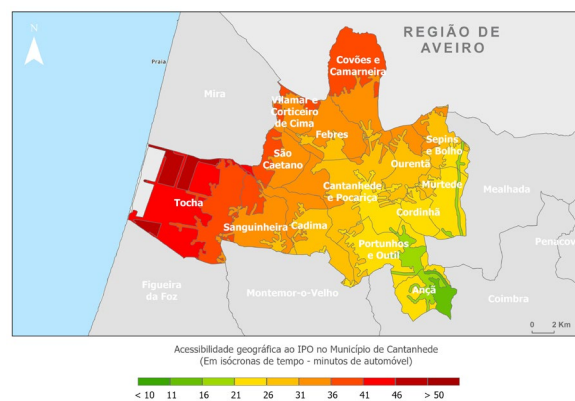 N
REGIÃO DE
AVEIRO
Praia
Covões e
Camarneira
Mira
Vilamar e
Corticeiro
de Cima
Febres
Sepins
e Bolho
São
Caetano
Ourentã
Cantanhede
e Pocariça
Murtede
Mealhada
Tocha
Cordinhã
Sanguinheira
Cadima
Portunhos
e Outil
Penacov
Figueira
da Foz
Montemor-o-Velho
Ançã
Coimbra
0 2 Km
Acessibilidade geográfica ao IPO no Município de Cantanhede
(Em isócronas de tempo - minutos de automóvel)
< 10 11 16 21 26 31 36 41 46 > 50